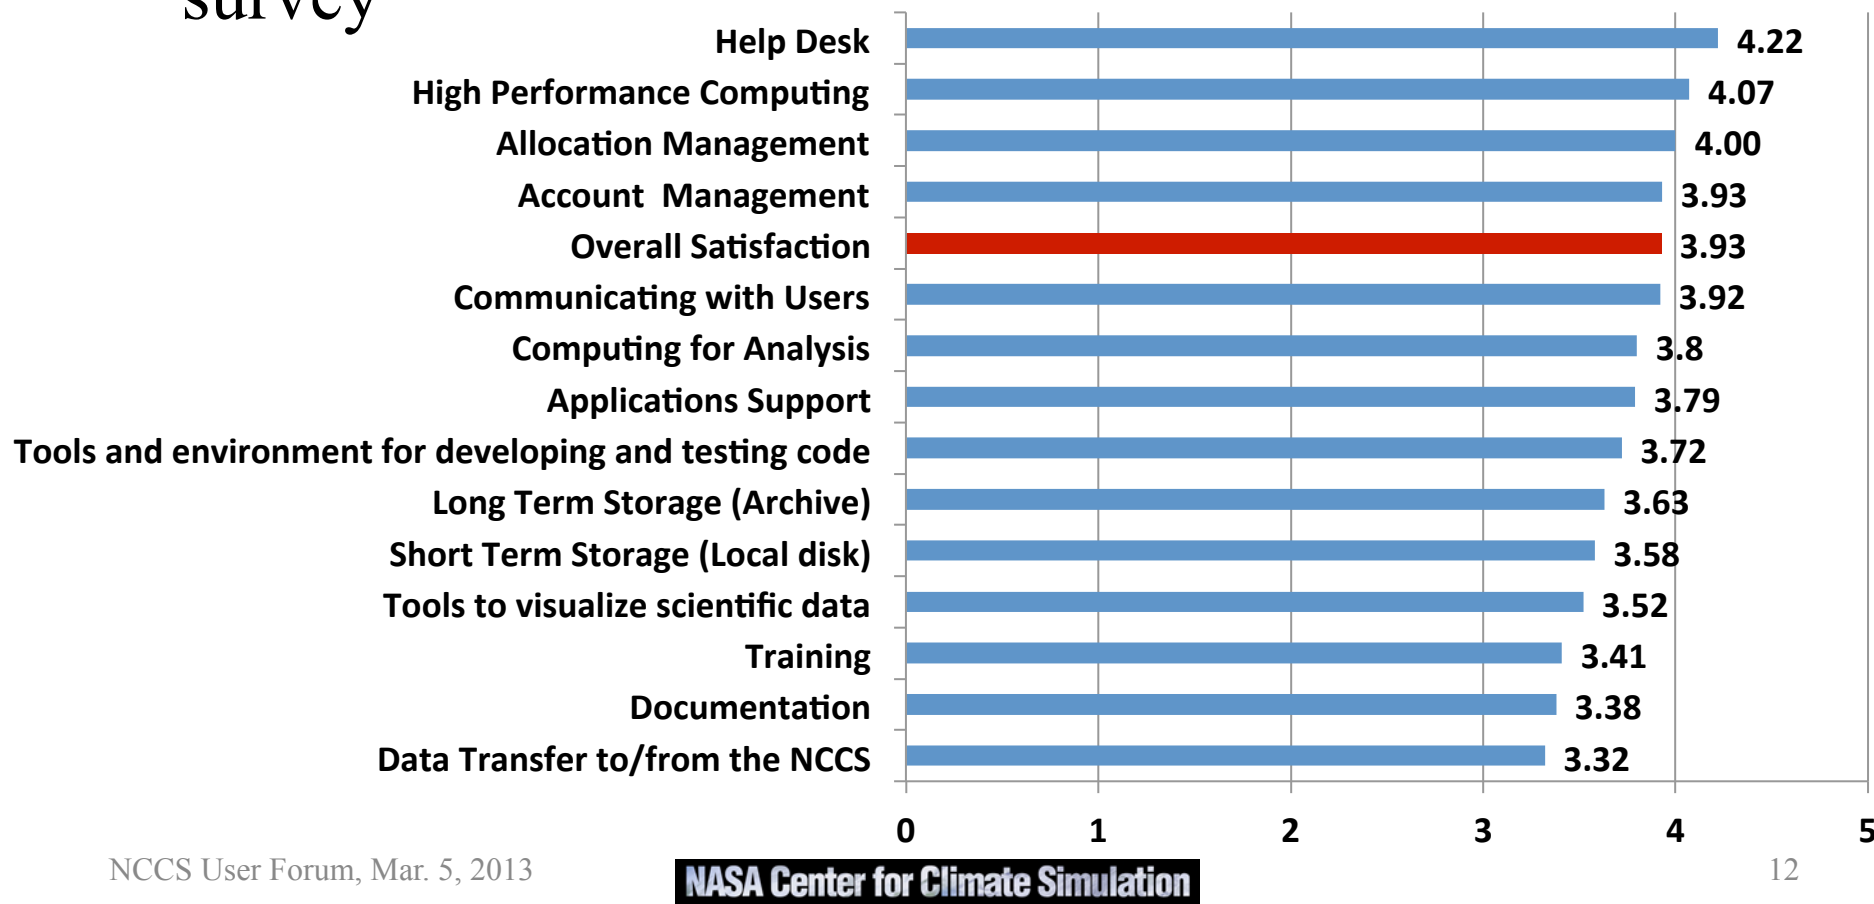 survey
Help Desk 4.22
High Performance Computing 4.07
Allocation Management 4.00
Account  Management 3.93
Overall Satisfaction 3.93
Communicating with Users 3.92
Computing for Analysis 3.8
Applications Support 3.79
Tools and environment for developing and testing code 3.72
Long Term Storage (Archive) 3.63
Short Term Storage (Local disk) 3.58
Tools to visualize scientific data 3.52
Training 3.41
Documentation 3.38
Data Transfer to/from the NCCS 3.32
0 1 2 3 4 5
NCCS User Forum, Mar. 5, 2013 NASA Center for Climate Simulation 12